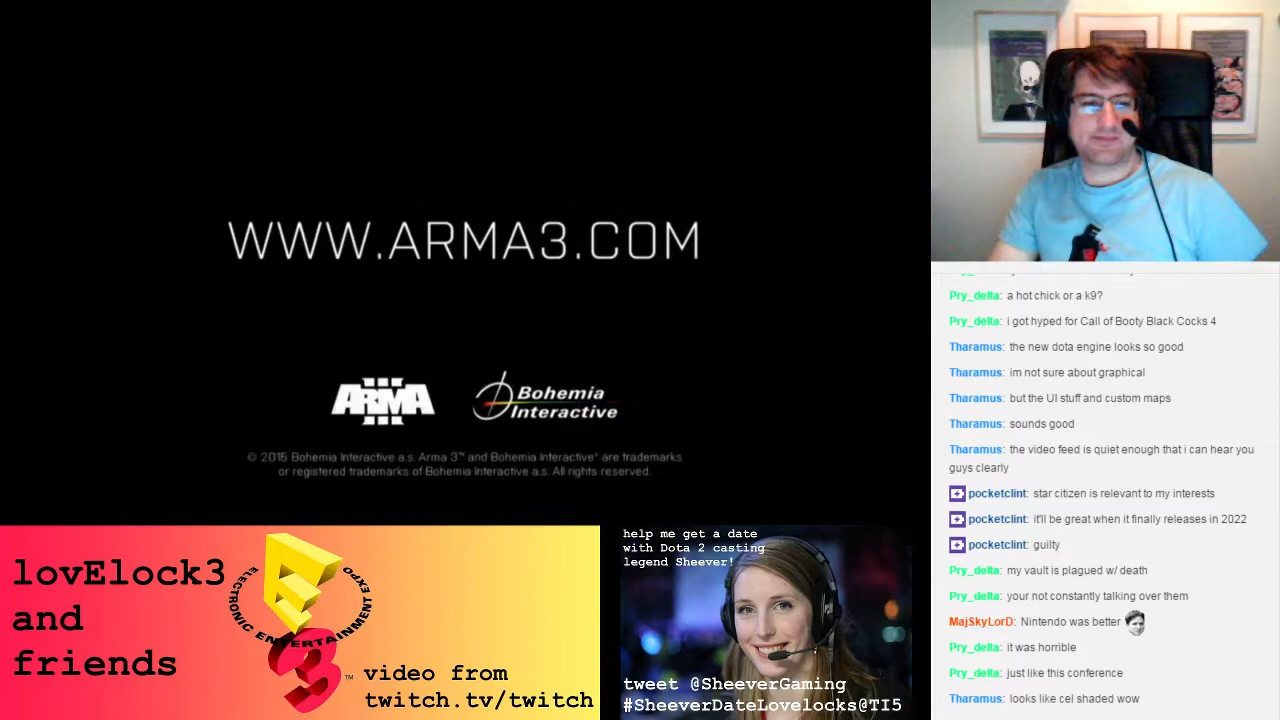 WWW.ARMA3.COM
ARMA III
Bohemia
Interactive
© 2015 Bohemia Interactive a.s. Arma 3™ and Bohemia Interactive® are trademarks
or registered trademarks of Bohemia Interactive a.s. All rights reserved.
lovElock3
and
friends
E3
ELECTRONIC ENTERTAINMENT EXPO
™
video from
twitch.tv/twitch
help me get a date
with Dota 2 casting
legend Sheever!
tweet @SheeverGaming
#SheeverDateLovelocks@TI5
Pry_delta: a hot chick or a k9?
Pry_delta: i got hyped for Call of Booty Black Cocks 4
Tharamus: the new dota engine looks so good
Tharamus: im not sure about graphical
Tharamus: but the UI stuff and custom maps
Tharamus: sounds good
Tharamus: the video feed is quiet enough that i can hear you
guys clearly
pocketclint: star citizen is relevant to my interests
pocketclint: it'll be great when it finally releases in 2022
pocketclint: guilty
Pry_delta: my vault is plagued w/ death
Pry_delta: your not constantly talking over them
MajSkyLorD: Nintendo was better
Pry_delta: it was horrible
Pry_delta: just like this conference
Tharamus: looks like cel shaded wow